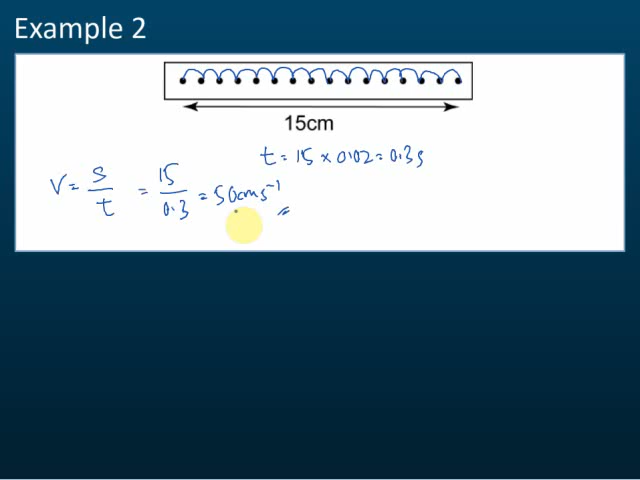 Example 2
15cm
t = 15 × 0.02 = 0.3s
v = s/t = 15/0.3 = 50cms⁻¹